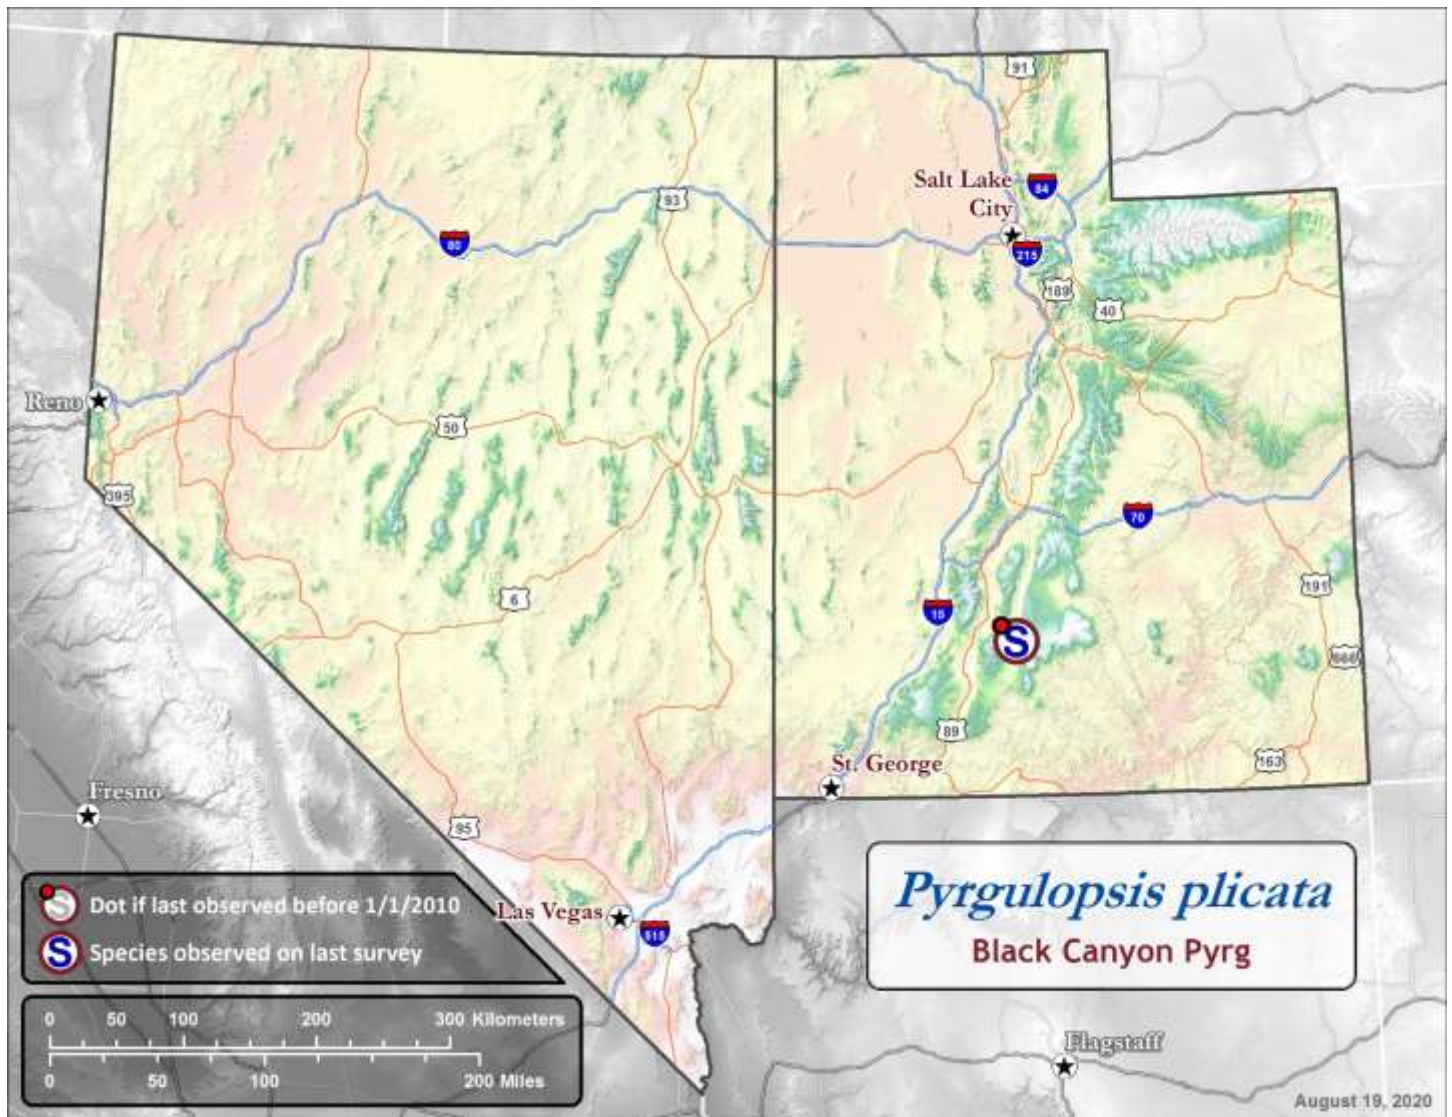 91
84
Salt Lake
City
93
80
215
189
40
Reno
50
395
70
6
191
15
S
666
89
St. George
163
Fresno
95
Pyrgulopsis plicata
Black Canyon Pyrg
S Dot if last observed before 1/1/2010
Las Vegas
515
S Species observed on last survey
0 50 100 200 300 Kilometers
0 50 100 200 Miles
Flagstaff
August 19, 2020